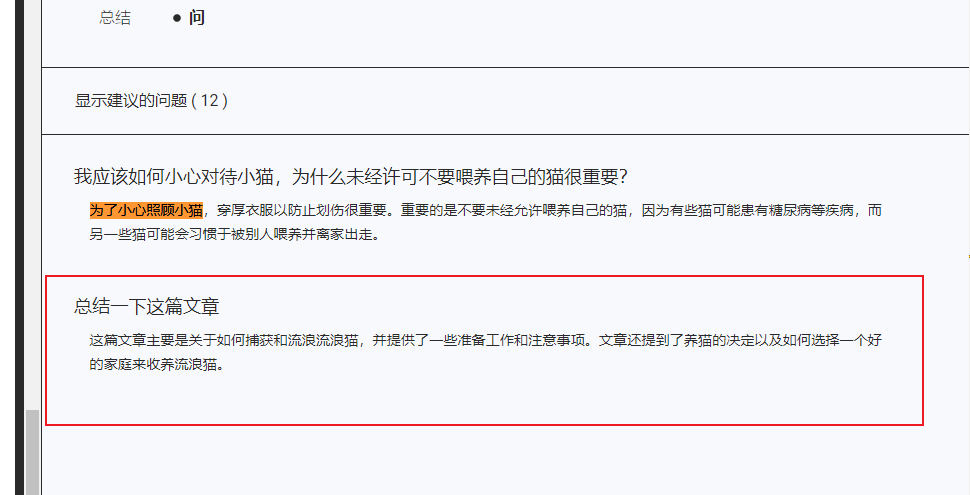 总结 ● 问
显示建议的问题 ( 12 )
我应该如何小心对待小猫，为什么未经许可不要喂养自己的猫很重要？
为了小心照顾小猫，穿厚衣服以防止划伤很重要。重要的是不要未经允许喂养自己的猫，因为有些猫可能患有糖尿病等疾病，而
另一些猫可能会习惯于被别人喂养并离家出走。
总结一下这篇文章
这篇文章主要是关于如何捕获和流浪流浪猫，并提供了一些准备工作和注意事项。文章还提到了养猫的决定以及如何选择一个好
的家庭来收养流浪猫。